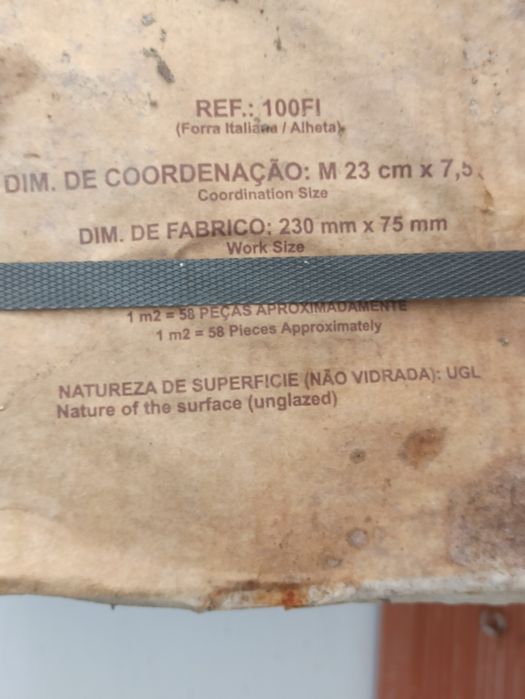 REF.: 100FI
(Forra Italiana / Alheta)
DIM. DE COORDENAÇÃO: M 23 cm x 7,5
Coordination Size
DIM. DE FABRICO: 230 mm x 75 mm
Work Size
1 m2 = 58 PEÇAS APROXIMADAMENTE
1 m2 = 58 Pieces Approximately
NATUREZA DE SUPERFICIE (NÃO VIDRADA): UGL
Nature of the surface (unglazed)